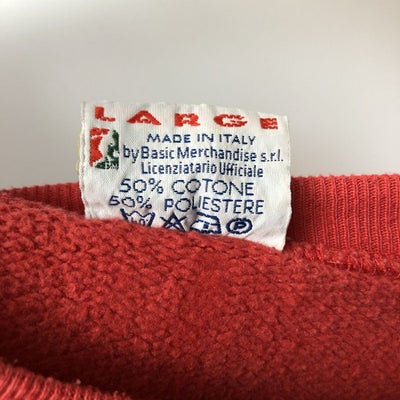 LARGE
MADE IN ITALY
by Basic Merchandise s.r.l.
Licenziatario Ufficiale
50% COTONE
50% POLIESTERE
P